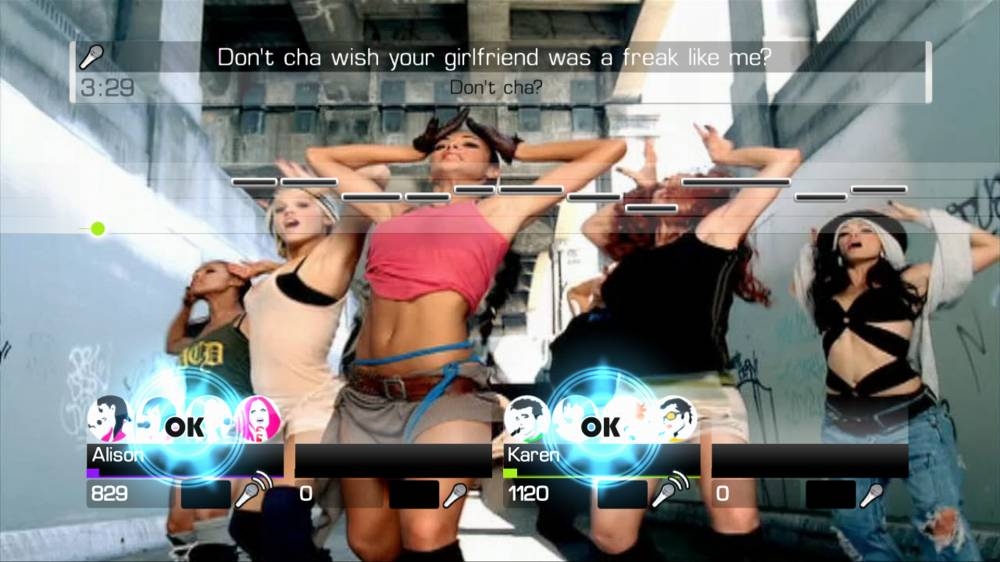 Don't cha wish your girlfriend was a freak like me?
3:29
Don't cha?
OK
OK
Alison
Karen
829
0
1120
0